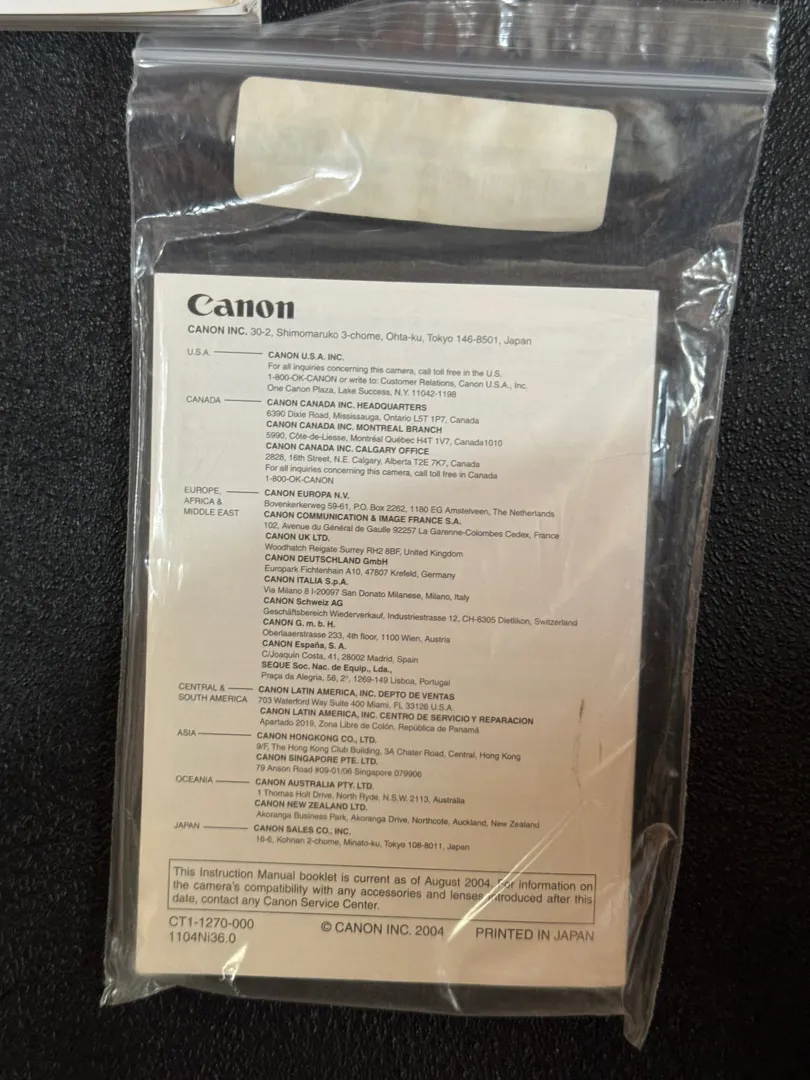 Canon
CANON INC. 30-2, Shimomaruko 3-chome, Ohta-ku, Tokyo 146-8501, Japan
U.S.A. CANON U.S.A. INC.
For all inquiries concerning this camera, call toll free in the U.S.
1-800-OK-CANON or write to: Customer Relations, Canon U.S.A., Inc.
One Canon Plaza, Lake Success, N.Y. 11042-1198
CANADA CANON CANADA INC. HEADQUARTERS
6390 Dixie Road, Mississauga, Ontario L5T 1P7, Canada
CANON CANADA INC. MONTREAL BRANCH
5990, Côte-de-Liesse, Montréal Québec H4T 1V7, Canada1010
CANON CANADA INC. CALGARY OFFICE
2828, 16th Street, N.E. Calgary, Alberta T2E 7K7, Canada
For all inquiries concerning this camera, call toll free in Canada
1-800-OK-CANON
EUROPE, CANON EUROPA N.V.
AFRICA & Bovenkerkerweg 59-61, P.O. Box 2262, 1180 EG Amstelveen, The Netherlands
MIDDLE EAST CANON COMMUNICATION & IMAGE FRANCE S.A.
102, Avenue du Général de Gaulle 92257 La Garenne-Colombes Cedex, France
CANON UK LTD.
Woodhatch Reigate Surrey RH2 8BF, United Kingdom
CANON DEUTSCHLAND GmbH
Europark Fichtenhain A10, 47807 Krefeld, Germany
CANON ITALIA S.p.A.
Via Milano 8 I-20097 San Donato Milanese, Milano, Italy
CANON Schweiz AG
Geschäftsbereich Wiederverkauf, Industriestrasse 12, CH-8305 Dietlikon, Switzerland
CANON G. m. b. H.
Oberlaaerstrasse 233, 4th floor, 1100 Wien, Austria
CANON España, S. A.
C/Joaquín Costa, 41, 28002 Madrid, Spain
SEQUE Soc. Nac. de Equip., Lda.,
Praça da Alegria, 58, 2°, 1269-149 Lisboa, Portugal
CENTRAL & CANON LATIN AMERICA, INC. DEPTO DE VENTAS
SOUTH AMERICA 703 Waterford Way Suite 400 Miami, FL 33126 U.S.A.
CANON LATIN AMERICA, INC. CENTRO DE SERVICIO Y REPARACION
Apartado 2019, Zona Libre de Colón, República de Panamá
ASIA CANON HONGKONG CO., LTD.
9/F, The Hong Kong Club Building, 3A Chater Road, Central, Hong Kong
CANON SINGAPORE PTE. LTD.
79 Anson Road #09-01/06 Singapore 079906
OCEANIA CANON AUSTRALIA PTY. LTD.
1 Thomas Holt Drive, North Ryde, N.S.W. 2113, Australia
CANON NEW ZEALAND LTD.
Akoranga Business Park, Akoranga Drive, Northcote, Auckland, New Zealand
JAPAN CANON SALES CO., INC.
16-6, Kohnan 2-chome, Minato-ku, Tokyo 108-8011, Japan
This Instruction Manual booklet is current as of August 2004. For information on
the camera's compatibility with any accessories and lenses introduced after this
date, contact any Canon Service Center.
CT1-1270-000
1104Ni36.0 © CANON INC. 2004 PRINTED IN JAPAN